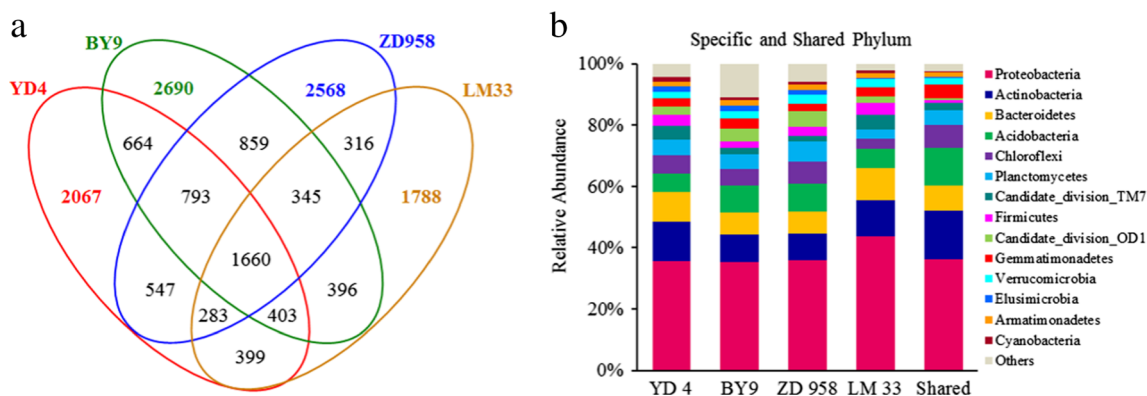 a
BY9
ZD958
YD4
LM33
2690
2568
664
859
316
2067
793
345
1788
1660
547
396
283
403
399
b
Specific and Shared Phylum
Relative Abundance
100%
80%
60%
40%
20%
0%
YD 4
BY9
ZD 958
LM 33
Shared
Proteobacteria
Actinobacteria
Bacteroidetes
Acidobacteria
Chloroflexi
Planctomycetes
Candidate_division_TM7
Firmicutes
Candidate_division_OD1
Gemmatimonadetes
Verrucomicrobia
Elusimicrobia
Armatimonadetes
Cyanobacteria
Others